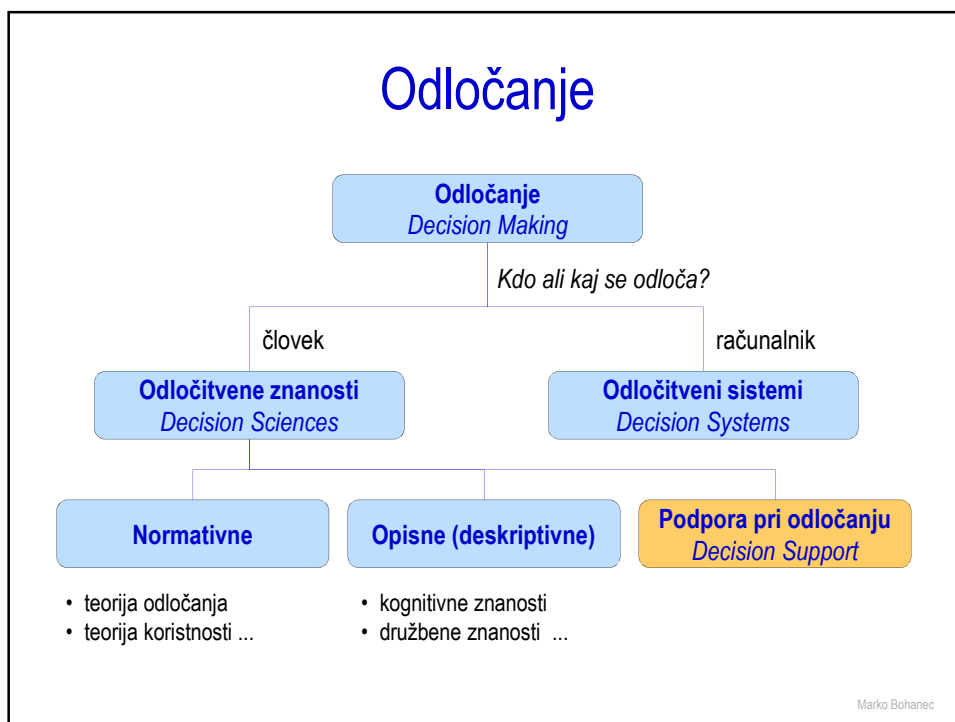 Odločanje
Odločanje
Decision Making
Kdo ali kaj se odloča?
človek
računalnik
Odločitvene znanosti
Decision Sciences
Odločitveni sistemi
Decision Systems
Normativne
Opisne (deskriptivne)
Podpora pri odločanju
Decision Support
• teorija odločanja
• teorija koristnosti ...
• kognitivne znanosti
• družbene znanosti ...
Marko Bohanec